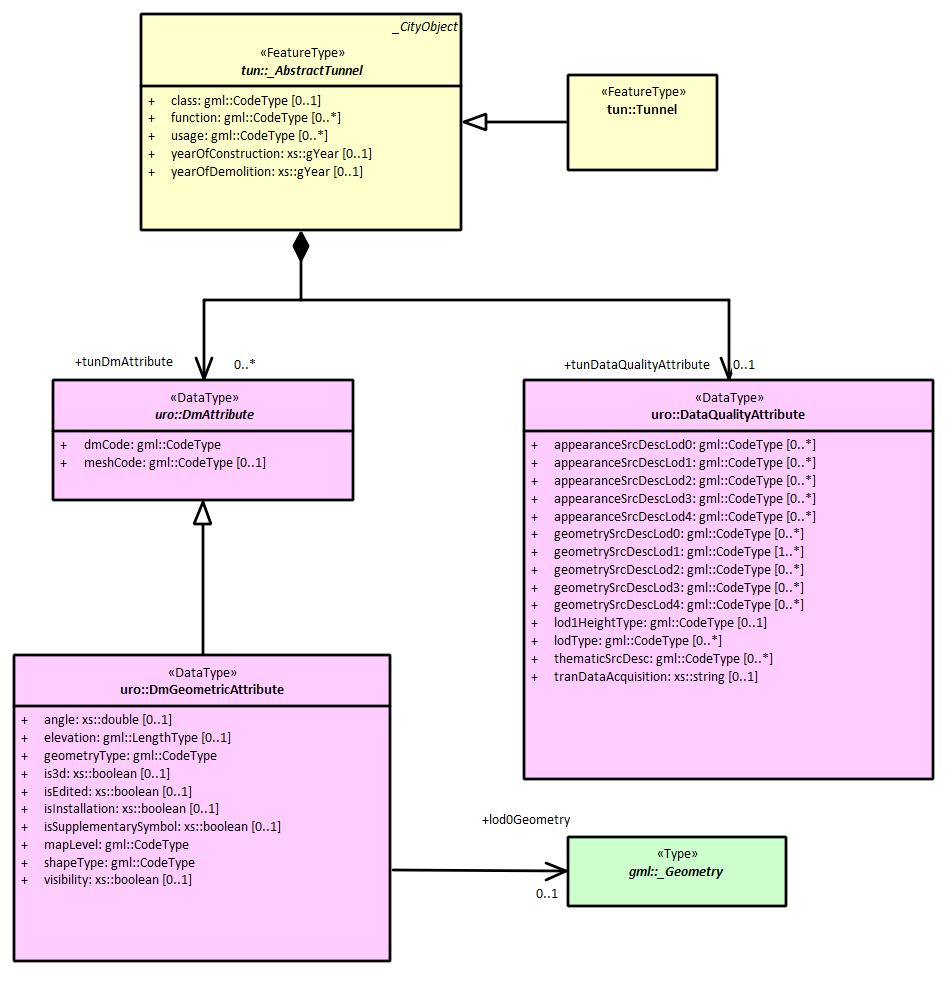 _CityObject
«FeatureType»
tun::_AbstractTunnel
+ class: gml::CodeType [0..1]
+ function: gml::CodeType [0..*]
+ usage: gml::CodeType [0..*]
+ yearOfConstruction: xs::gYear [0..1]
+ yearOfDemolition: xs::gYear [0..1]
«FeatureType»
tun::Tunnel
+tunDmAttribute
0..*
+tunDataQualityAttribute
0..1
«DataType»
uro::DmAttribute
+ dmCode: gml::CodeType
+ meshCode: gml::CodeType [0..1]
«DataType»
uro::DataQualityAttribute
+ appearanceSrcDescLod0: gml::CodeType [0..*]
+ appearanceSrcDescLod1: gml::CodeType [0..*]
+ appearanceSrcDescLod2: gml::CodeType [0..*]
+ appearanceSrcDescLod3: gml::CodeType [0..*]
+ appearanceSrcDescLod4: gml::CodeType [0..*]
+ geometrySrcDescLod0: gml::CodeType [0..*]
+ geometrySrcDescLod1: gml::CodeType [1..*]
+ geometrySrcDescLod2: gml::CodeType [0..*]
+ geometrySrcDescLod3: gml::CodeType [0..*]
+ geometrySrcDescLod4: gml::CodeType [0..*]
+ lod1HeightType: gml::CodeType [0..1]
+ lodType: gml::CodeType [0..*]
+ thematicSrcDesc: gml::CodeType [0..*]
+ tranDataAcquisition: xs::string [0..1]
«DataType»
uro::DmGeometricAttribute
+ angle: xs::double [0..1]
+ elevation: gml::LengthType [0..1]
+ geometryType: gml::CodeType
+ is3d: xs::boolean [0..1]
+ isEdited: xs::boolean [0..1]
+ isInstallation: xs::boolean [0..1]
+ isSupplementarySymbol: xs::boolean [0..1]
+ mapLevel: gml::CodeType
+ shapeType: gml::CodeType
+ visibility: xs::boolean [0..1]
+lod0Geometry
0..1
«Type»
gml::_Geometry